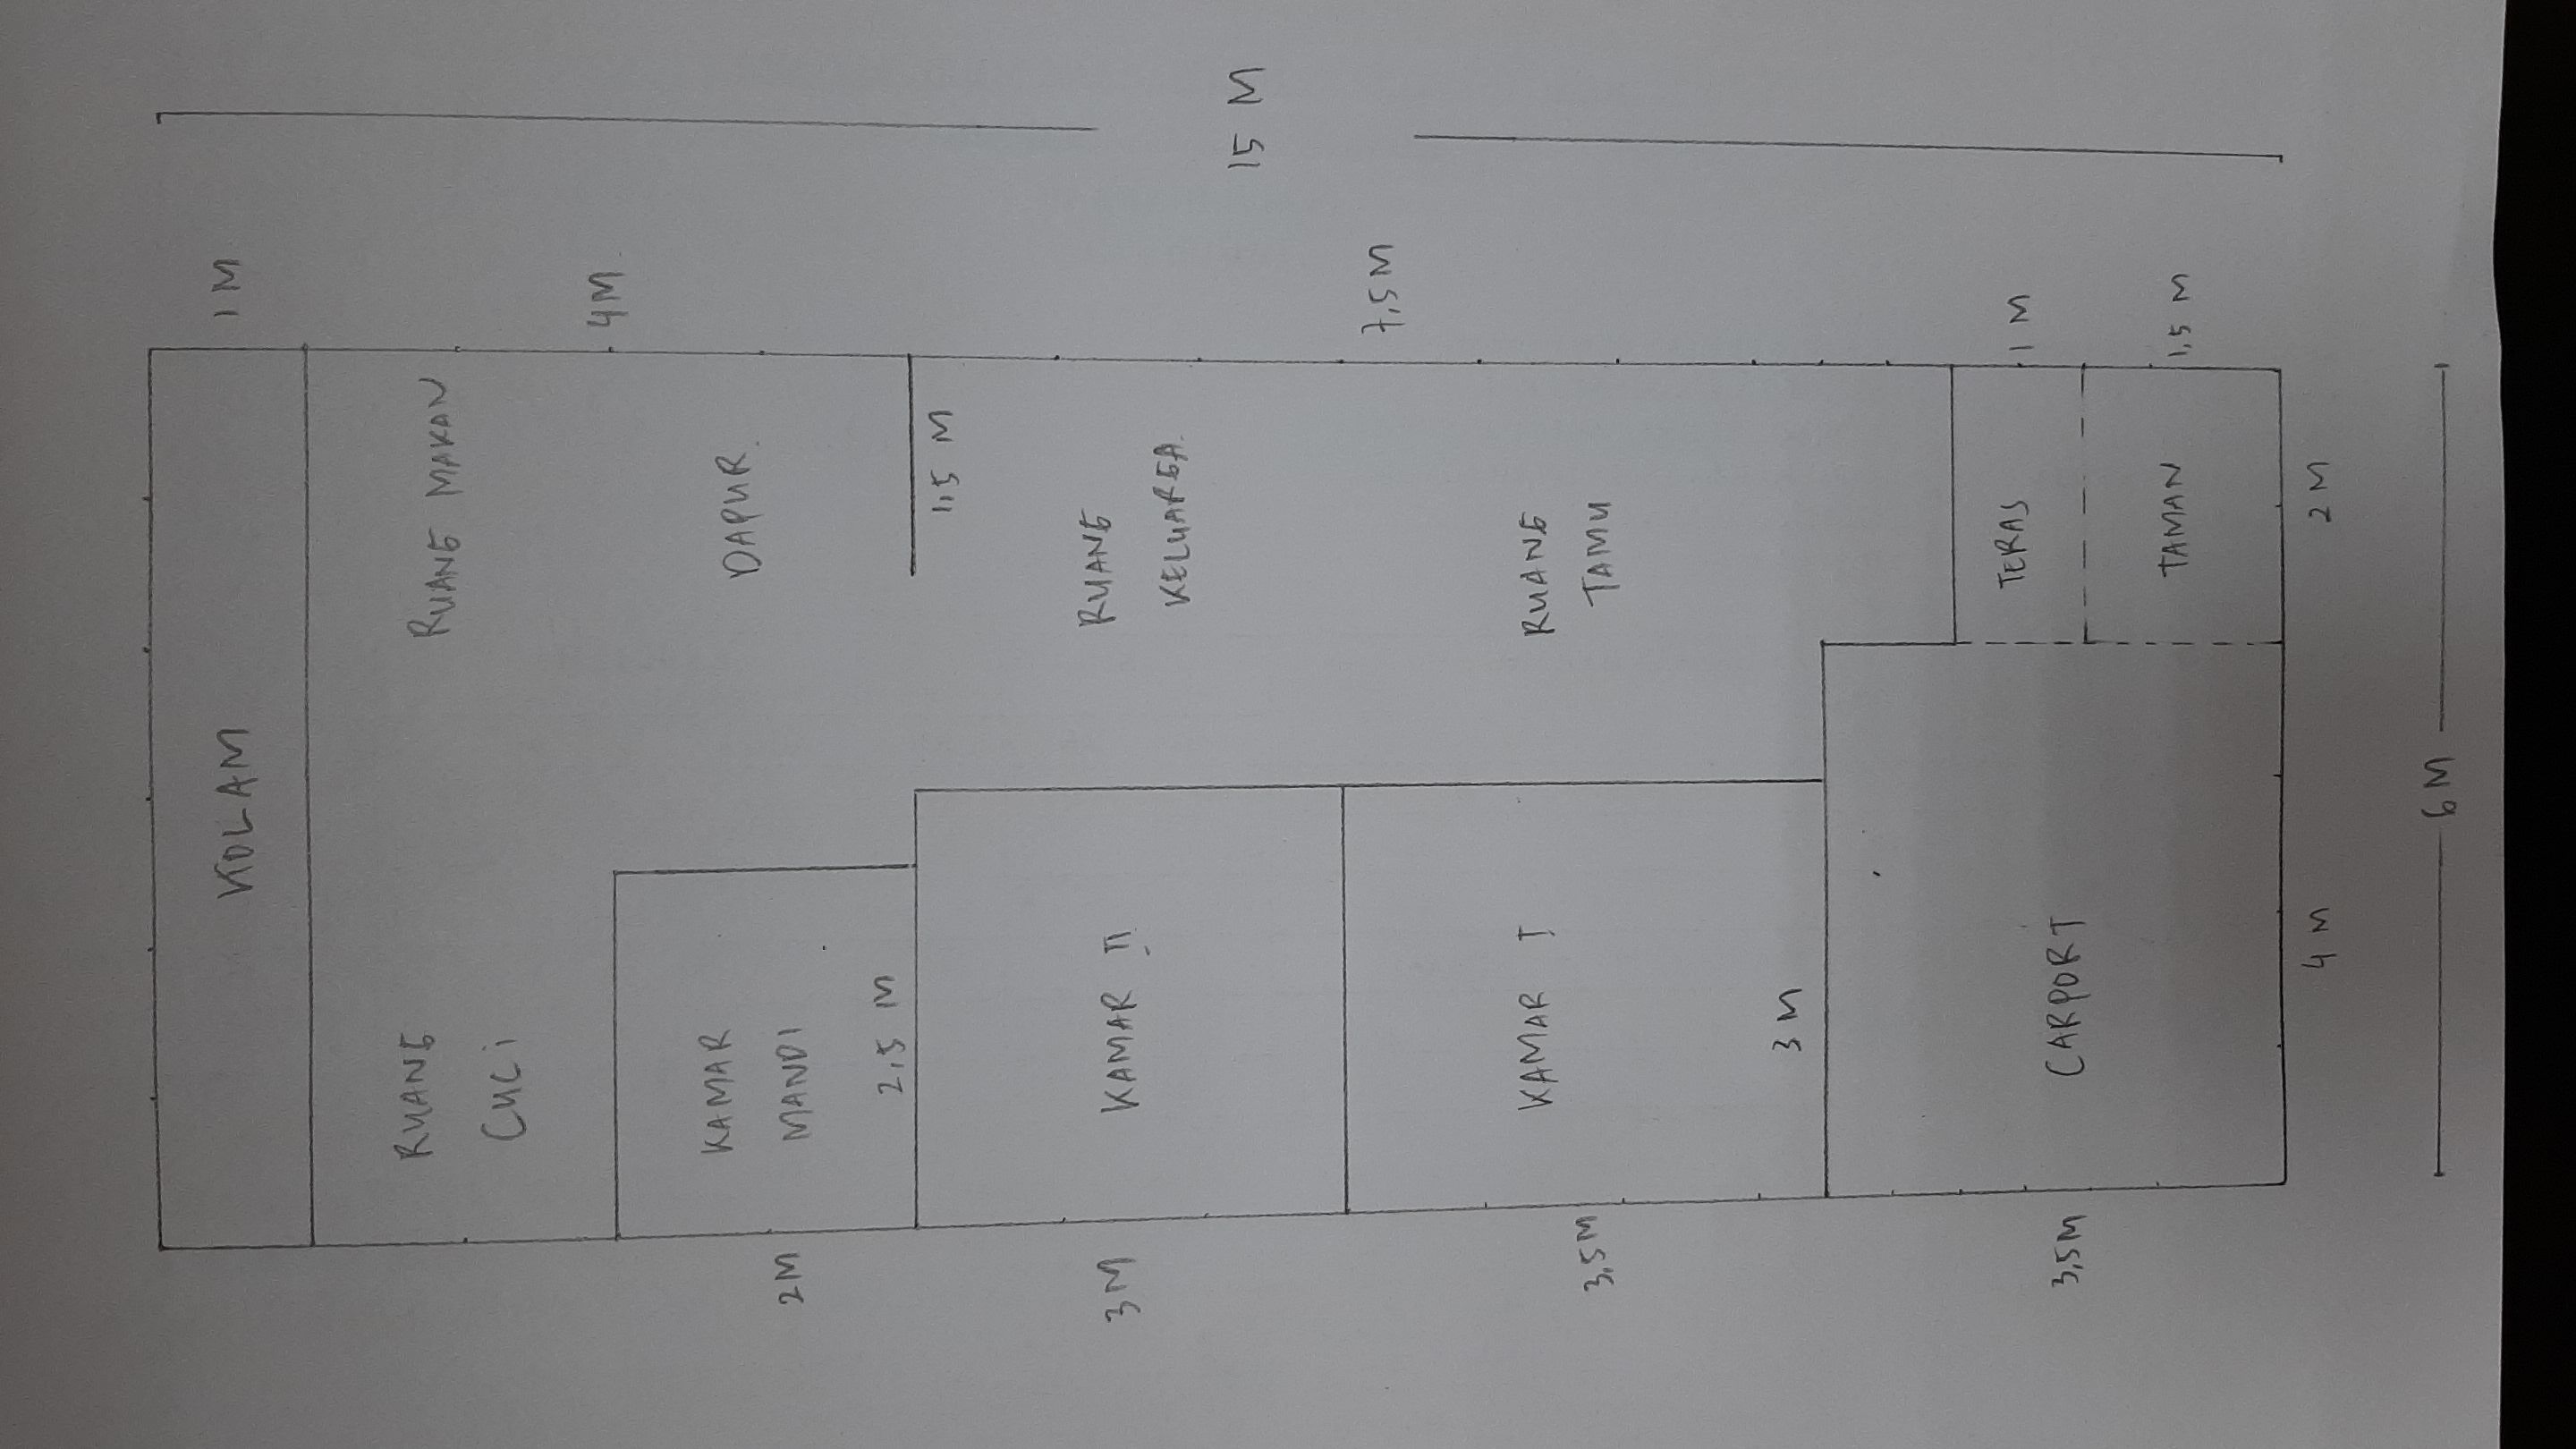 KOLAM
1 M
RUANG
CUCI
RUANG MAKAN
4M
KAMAR
MANDI
2M
2,5 M
DAPUR
1,5 M
KAMAR II
3M
RUANG
KELUARGA
15 M
7,5M
KAMAR I
3,5M
RUANG
TAMU
3 M
CARPORT
3,5M
TERAS
1 M
TAMAN
1,5 M
4 M
2 M
6 M